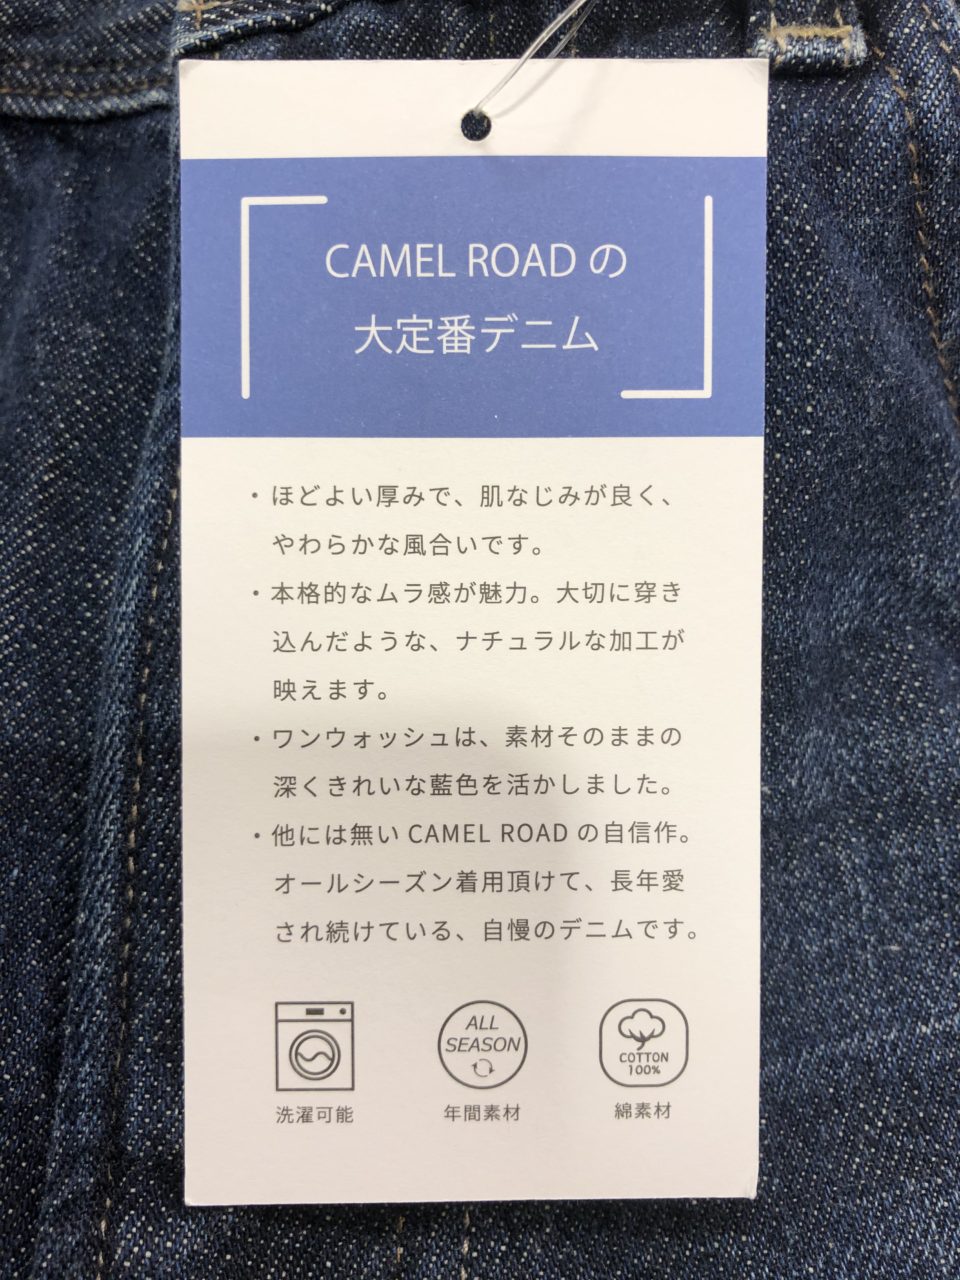 CAMEL ROAD の
大定番デニム
・ほどよい厚みで、肌なじみが良く、
やわらかな風合いです。
・本格的なムラ感が魅力。大切に穿き
込んだような、ナチュラルな加工が
映えます。
・ワンウォッシュは、素材そのままの
深くきれいな藍色を活かしました。
・他には無い CAMEL ROAD の自信作。
オールシーズン着用頂けて、長年愛
され続けている、自慢のデニムです。
ALL
SEASON
COTTON
100%
洗濯可能
年間素材
綿素材